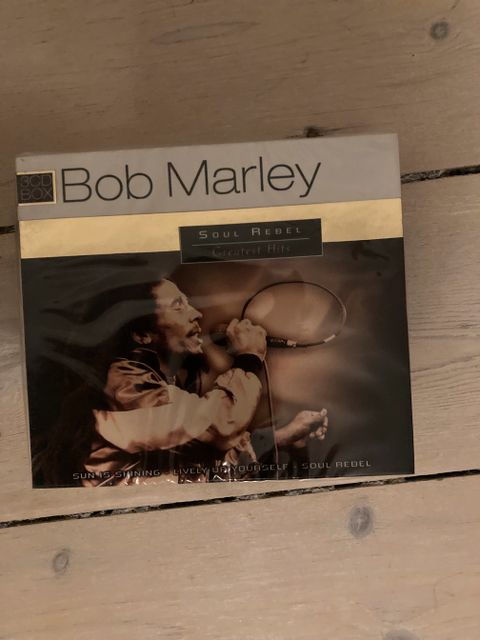 3CD
BOX
Bob Marley
SOUL REBEL
Greatest Hits
SUN IS SHINING · LIVELY UP YOURSELF · SOUL REBEL